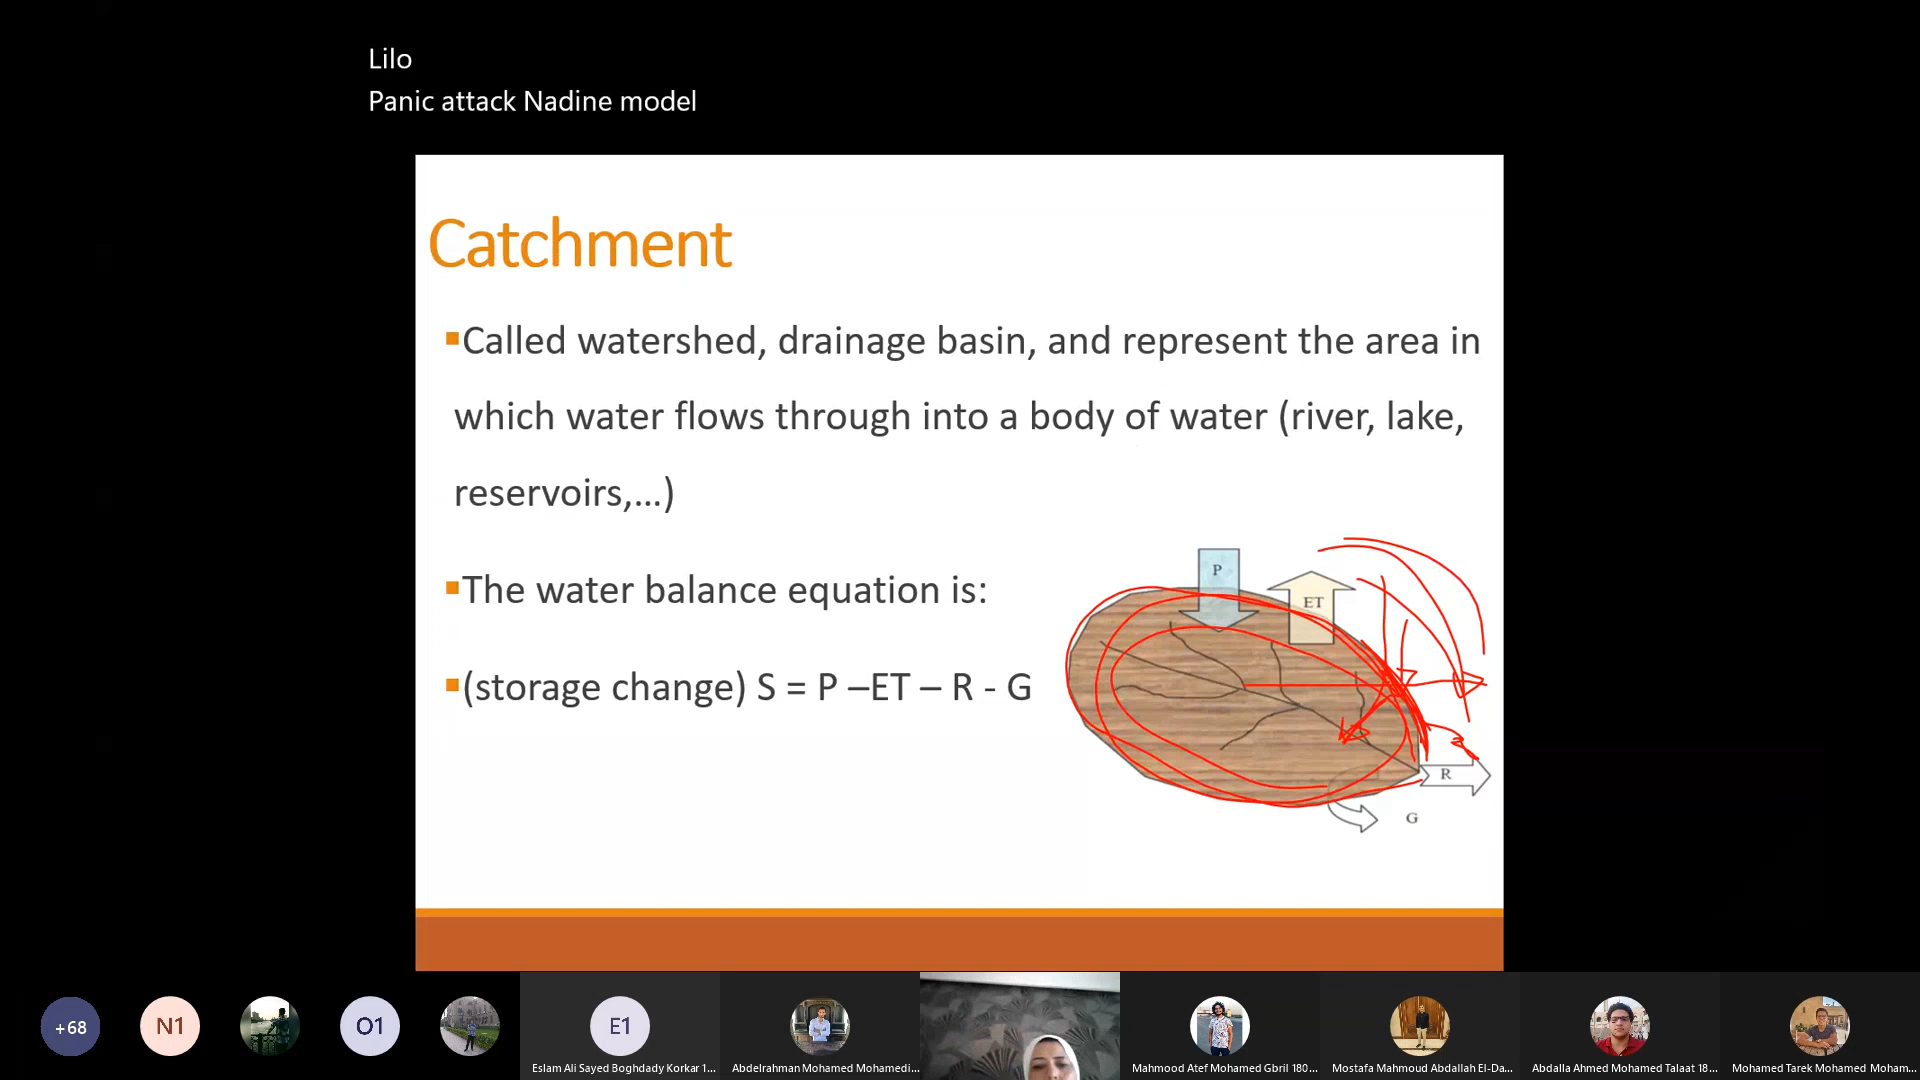 Lilo
Panic attack Nadine model
Catchment
▪Called watershed, drainage basin, and represent the area in
which water flows through into a body of water (river, lake,
reservoirs,...)
▪The water balance equation is:
▪(storage change) S = P –ET – R - G
P
ET
R
G
+68
N1
O1
E1
Eslam Ali Sayed Boghdady Korkar 1...
Abdelrahman Mohamed Mohamedi...
Mahmood Atef Mohamed Gbril 180...
Mostafa Mahmoud Abdallah El-Da...
Abdalla Ahmed Mohamed Talaat 18...
Mohamed Tarek Mohamed Moham...